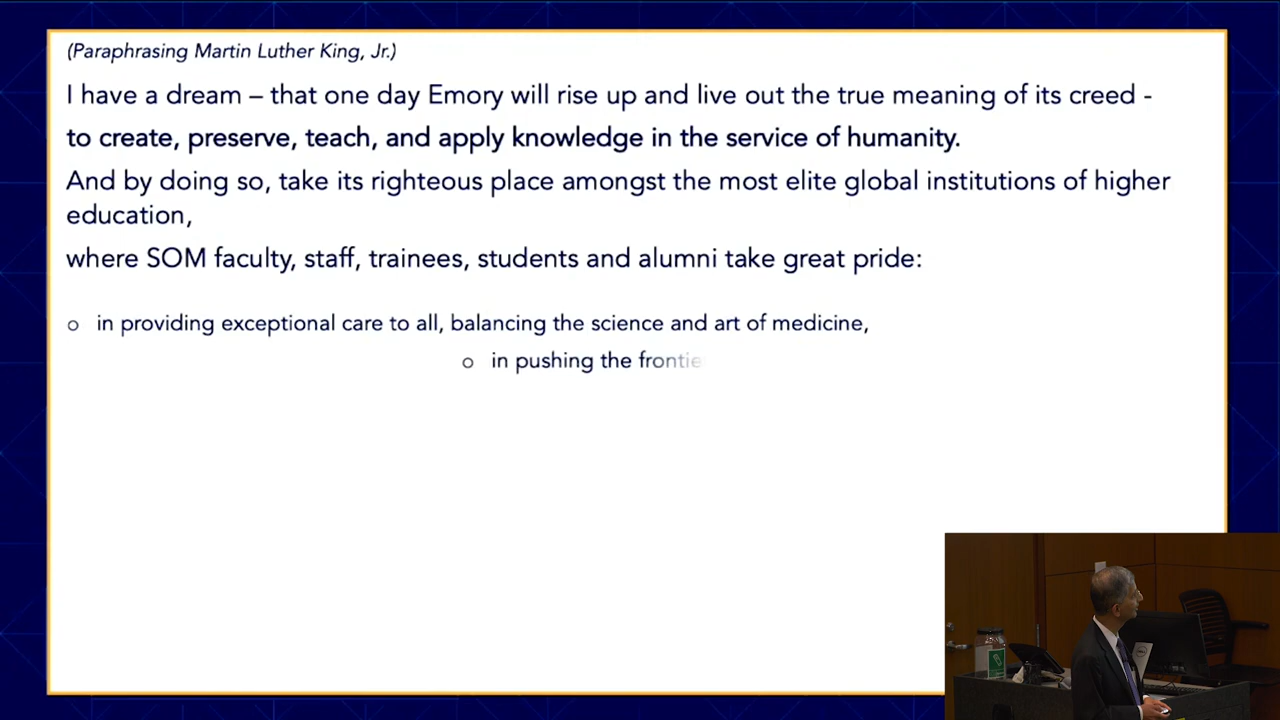 (Paraphrasing Martin Luther King, Jr.)
I have a dream – that one day Emory will rise up and live out the true meaning of its creed -
to create, preserve, teach, and apply knowledge in the service of humanity.
And by doing so, take its righteous place amongst the most elite global institutions of higher
education,
where SOM faculty, staff, trainees, students and alumni take great pride:
o in providing exceptional care to all, balancing the science and art of medicine,
o in pushing the frontie